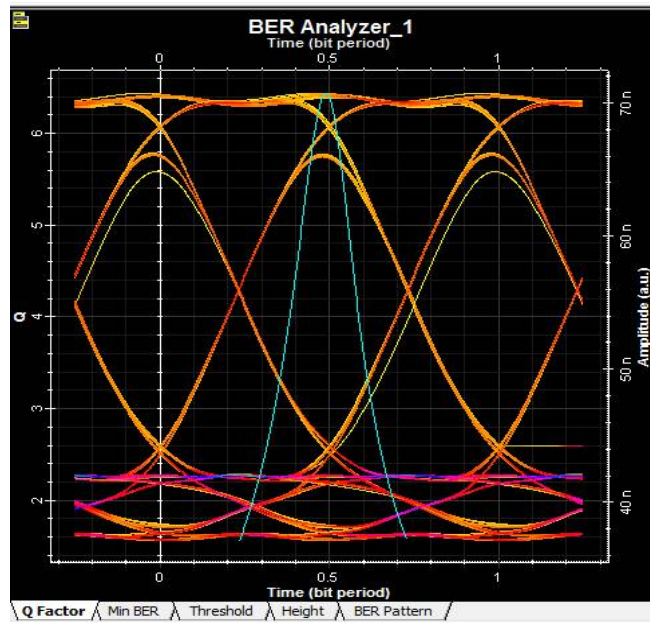 BER Analyzer_1
Time (bit period)
0 0.5 1
6
5
4
3
2
Q
70 n
60 n
50 n
40 n
Amplitude (a.u.)
0 0.5 1
Time (bit period)
Q Factor Min BER Threshold Height BER Pattern